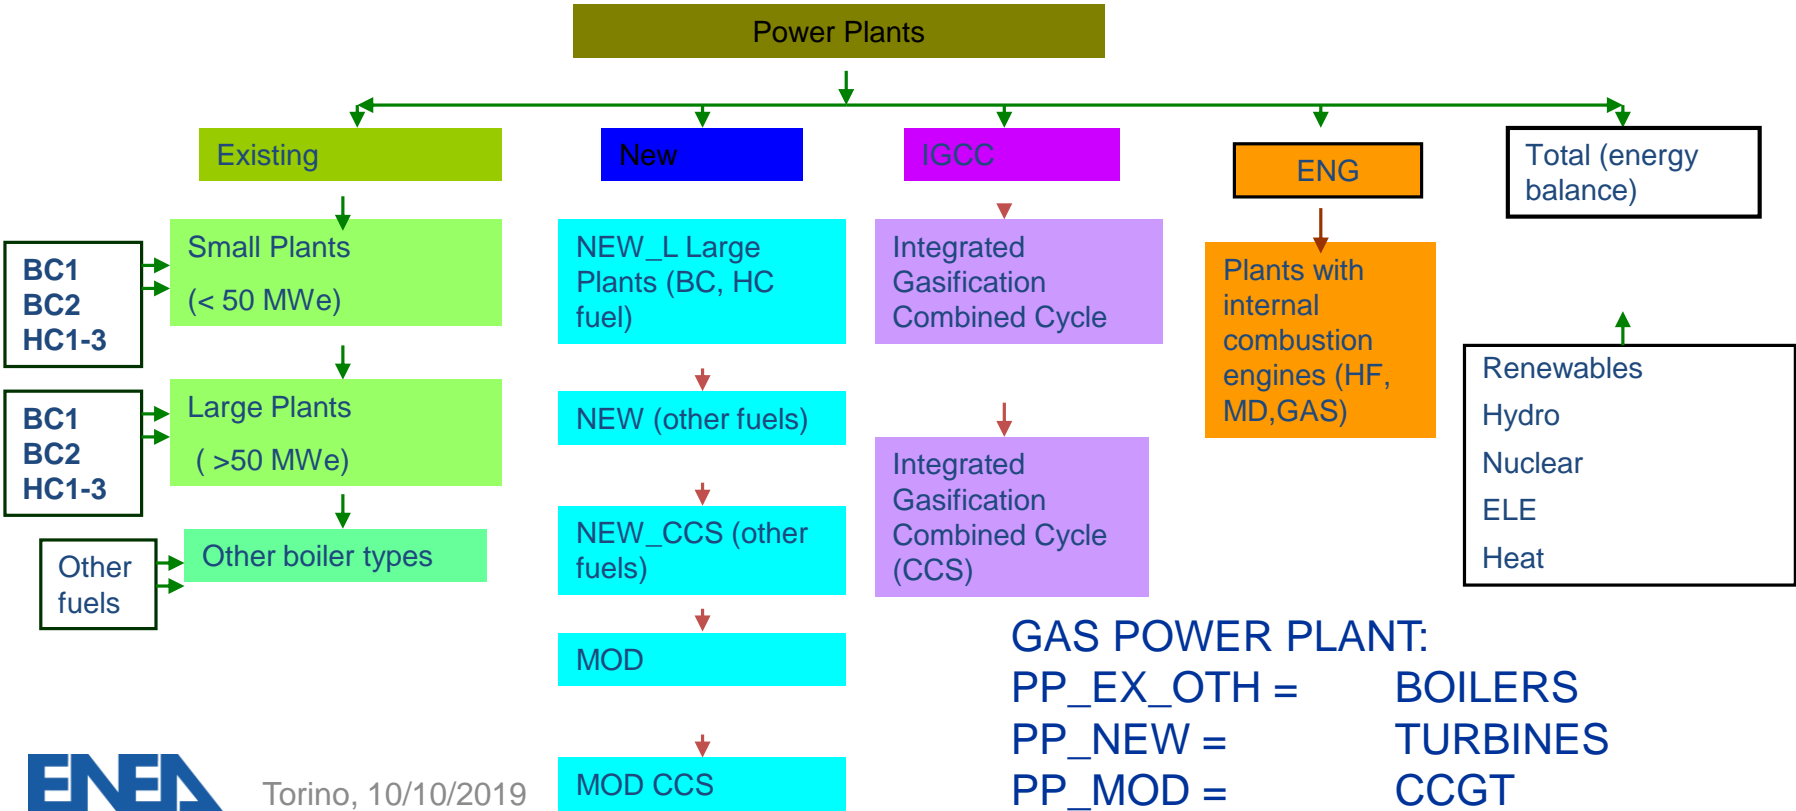 Power Plants
Existing
New
IGCC
ENG
Total (energy
balance)
BC1
BC2
HC1-3
Small Plants
(< 50 MWe)
BC1
BC2
HC1-3
Large Plants
( >50 MWe)
Other
fuels
Other boiler types
NEW_L Large
Plants (BC, HC
fuel)
NEW (other fuels)
NEW_CCS (other
fuels)
MOD
MOD CCS
Integrated
Gasification
Combined Cycle
Integrated
Gasification
Combined Cycle
(CCS)
Plants with
internal
combustion
engines (HF,
MD,GAS)
Renewables
Hydro
Nuclear
ELE
Heat
GAS POWER PLANT:
PP_EX_OTH = BOILERS
PP_NEW = TURBINES
PP_MOD = CCGT
ENEA
Torino, 10/10/2019